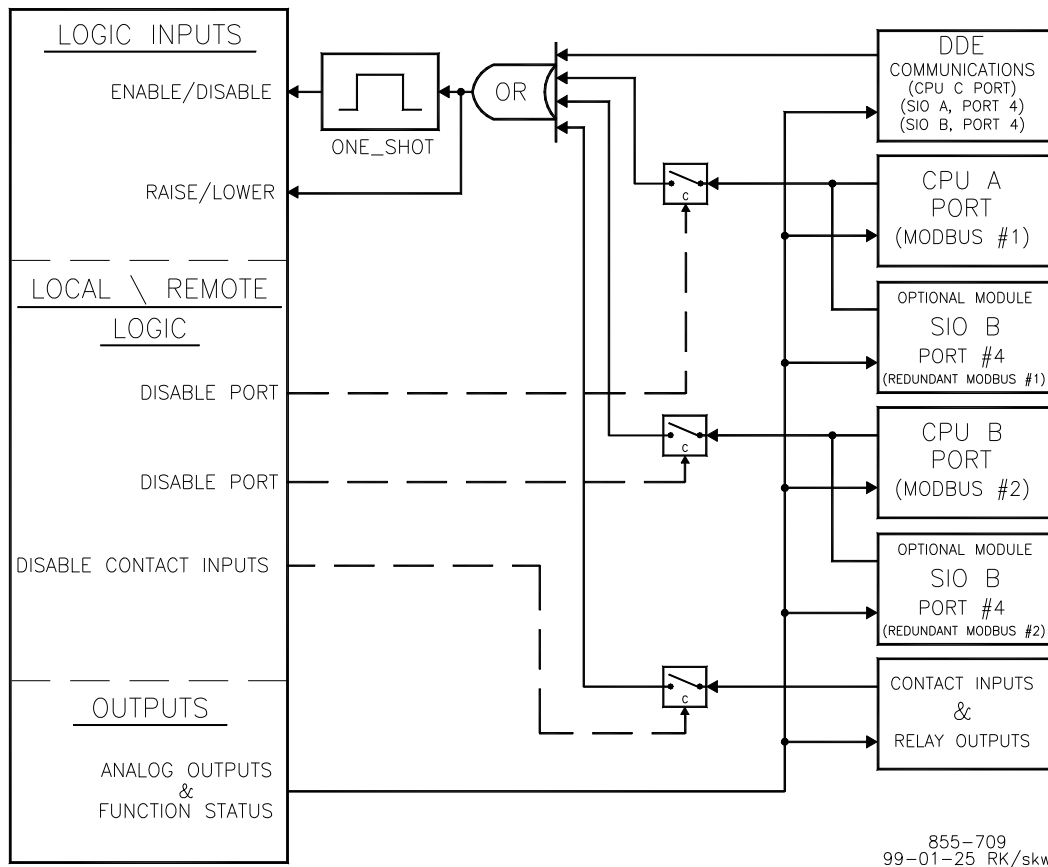 LOGIC INPUTS
ENABLE/DISABLE
ONE_SHOT
OR
RAISE/LOWER
LOCAL \ REMOTE
LOGIC
DISABLE PORT
DISABLE PORT
DISABLE CONTACT INPUTS
OUTPUTS
ANALOG OUTPUTS
&
FUNCTION STATUS
C
C
C
DDE
COMMUNICATIONS
(CPU C PORT)
(SIO A, PORT 4)
(SIO B, PORT 4)
CPU A
PORT
(MODBUS #1)
OPTIONAL MODULE
SIO B
PORT #4
(REDUNDANT MODBUS #1)
CPU B
PORT
(MODBUS #2)
OPTIONAL MODULE
SIO B
PORT #4
(REDUNDANT MODBUS #2)
CONTACT INPUTS
&
RELAY OUTPUTS
855-709
99-01-25 RK/skw